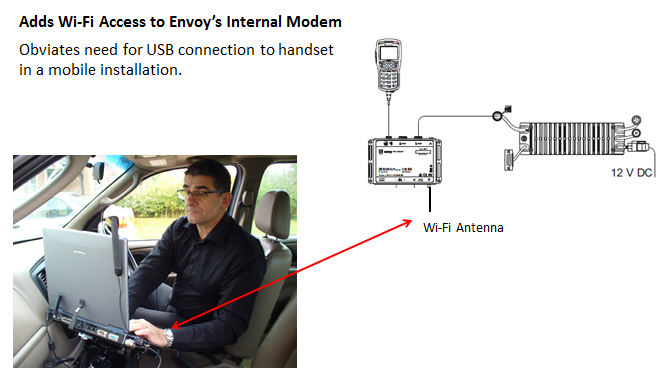 Adds Wi-Fi Access to Envoy's Internal Modem
Obviates need for USB connection to handset
in a mobile installation.
12 V DC
Wi-Fi Antenna